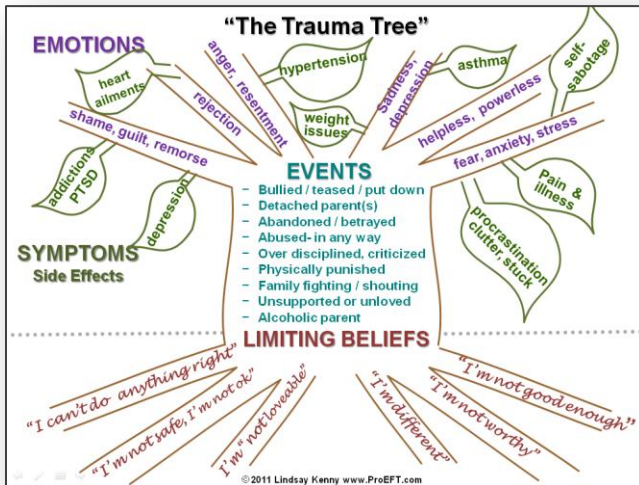 “The Trauma Tree”
EMOTIONS
heart
ailments
shame, guilt, remorse
rejection
anger, resentment
hypertension
weight
issues
Sadness,
depression
asthma
helpless, powerless
self-
sabotage
fear, anxiety, stress
addictions
PTSD
depression
Pain &
illness
procrastination
clutter, stuck
SYMPTOMS
Side Effects
EVENTS
– Bullied / teased / put down
– Detached parent(s)
– Abandoned / betrayed
– Abused- in any way
– Over disciplined, criticized
– Physically punished
– Family fighting / shouting
– Unsupported or unloved
– Alcoholic parent
LIMITING BELIEFS
“I can't do anything right”
“I'm not safe, I'm not ok”
“I'm “not loveable”
“I'm different”
“I'm not worthy”
“I'm not good enough”
© 2011 Lindsay Kenny www.ProEFT.com